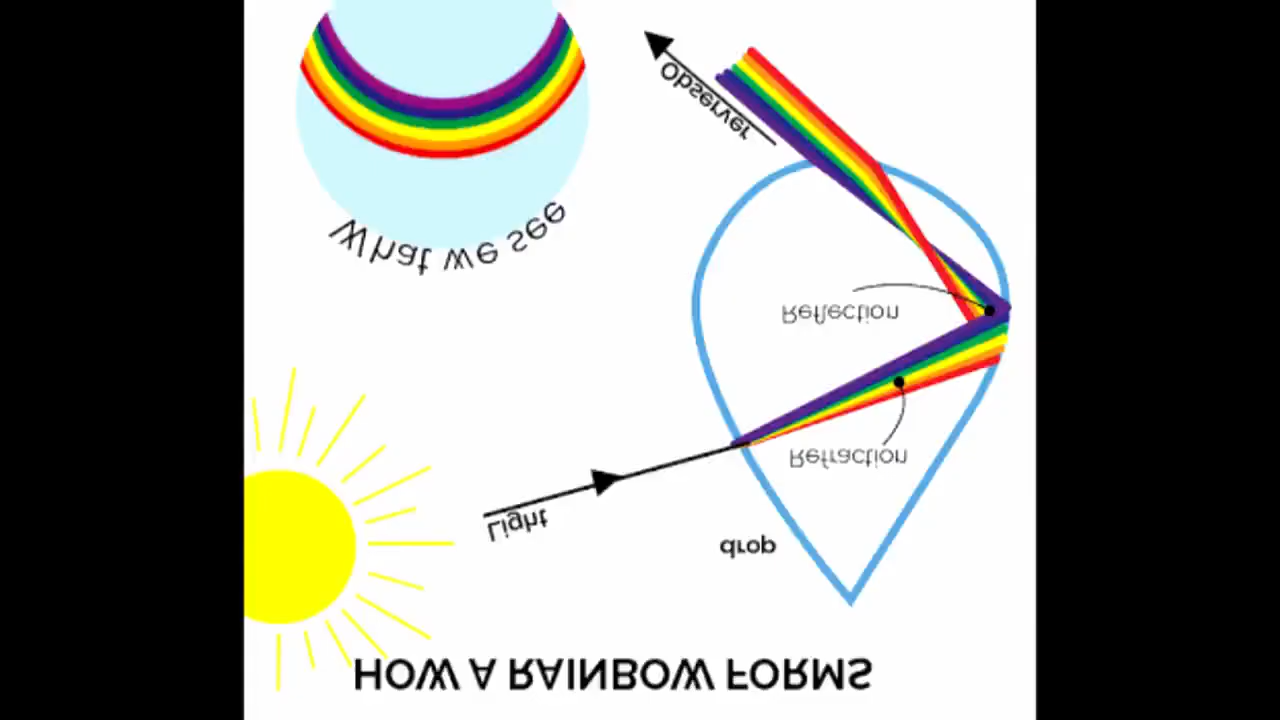 HOW A RAINBOW FORMS
drop
Light
Refraction
Reflection
What we see
Observer